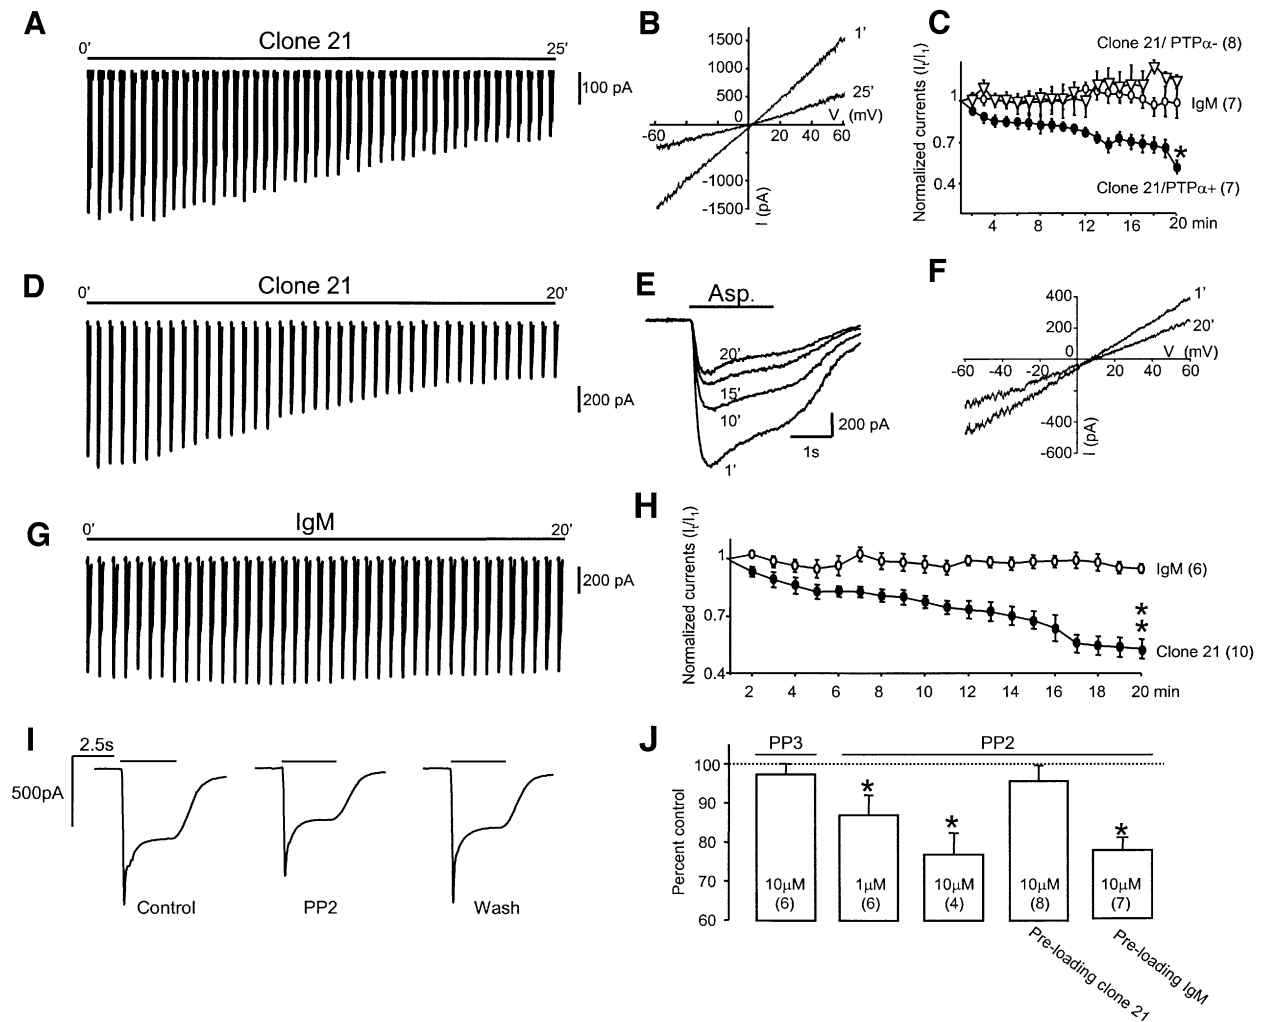 A
0’
Clone 21
25’
100 pA
B
1500
1000
500
0
-1000
-1500
-60
20
40
60
V (mV)
I (pA)
1’
25’
C
Normalized currents (It/I1)
1
0.7
0.4
Clone 21/ PTPα- (8)
IgM (7)
*
Clone 21/PTPα+ (7)
4
8
12
16
20 min
D
0’
Clone 21
20’
200 pA
E
Asp.
20’
15’
10’
1’
200 pA
1s
F
400
200
0
-400
-600
-60
-40
-20
20
40
60
V (mV)
I (pA)
1’
20’
G
0’
IgM
20’
200 pA
H
Normalized currents (It/I1)
1
0.7
0.4
IgM (6)
*
*
Clone 21 (10)
2
4
6
8
10
12
14
16
18
20 min
I
2.5s
500pA
Control
PP2
Wash
J
PP3
PP2
Percent control
100
90
80
70
60
*
*
*
10µM
(6)
1µM
(6)
10µM
(4)
10µM
(8)
10µM
(7)
Pre-loading clone 21
Pre-loading IgM